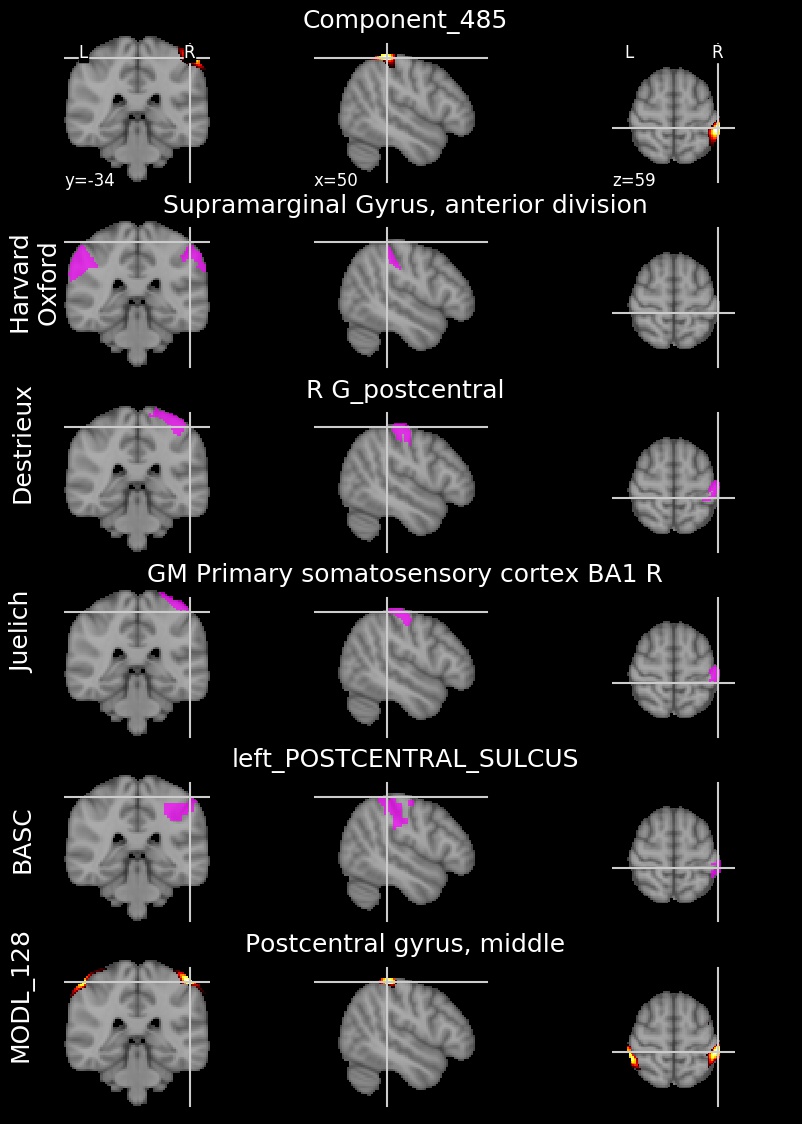 Component_485
L R L R
y=-34 x=50 z=59
Supramarginal Gyrus, anterior division
Harvard
Oxford
R G_postcentral
Destrieux
GM Primary somatosensory cortex BA1 R
Juelich
left_POSTCENTRAL_SULCUS
BASC
Postcentral gyrus, middle
MODL_128